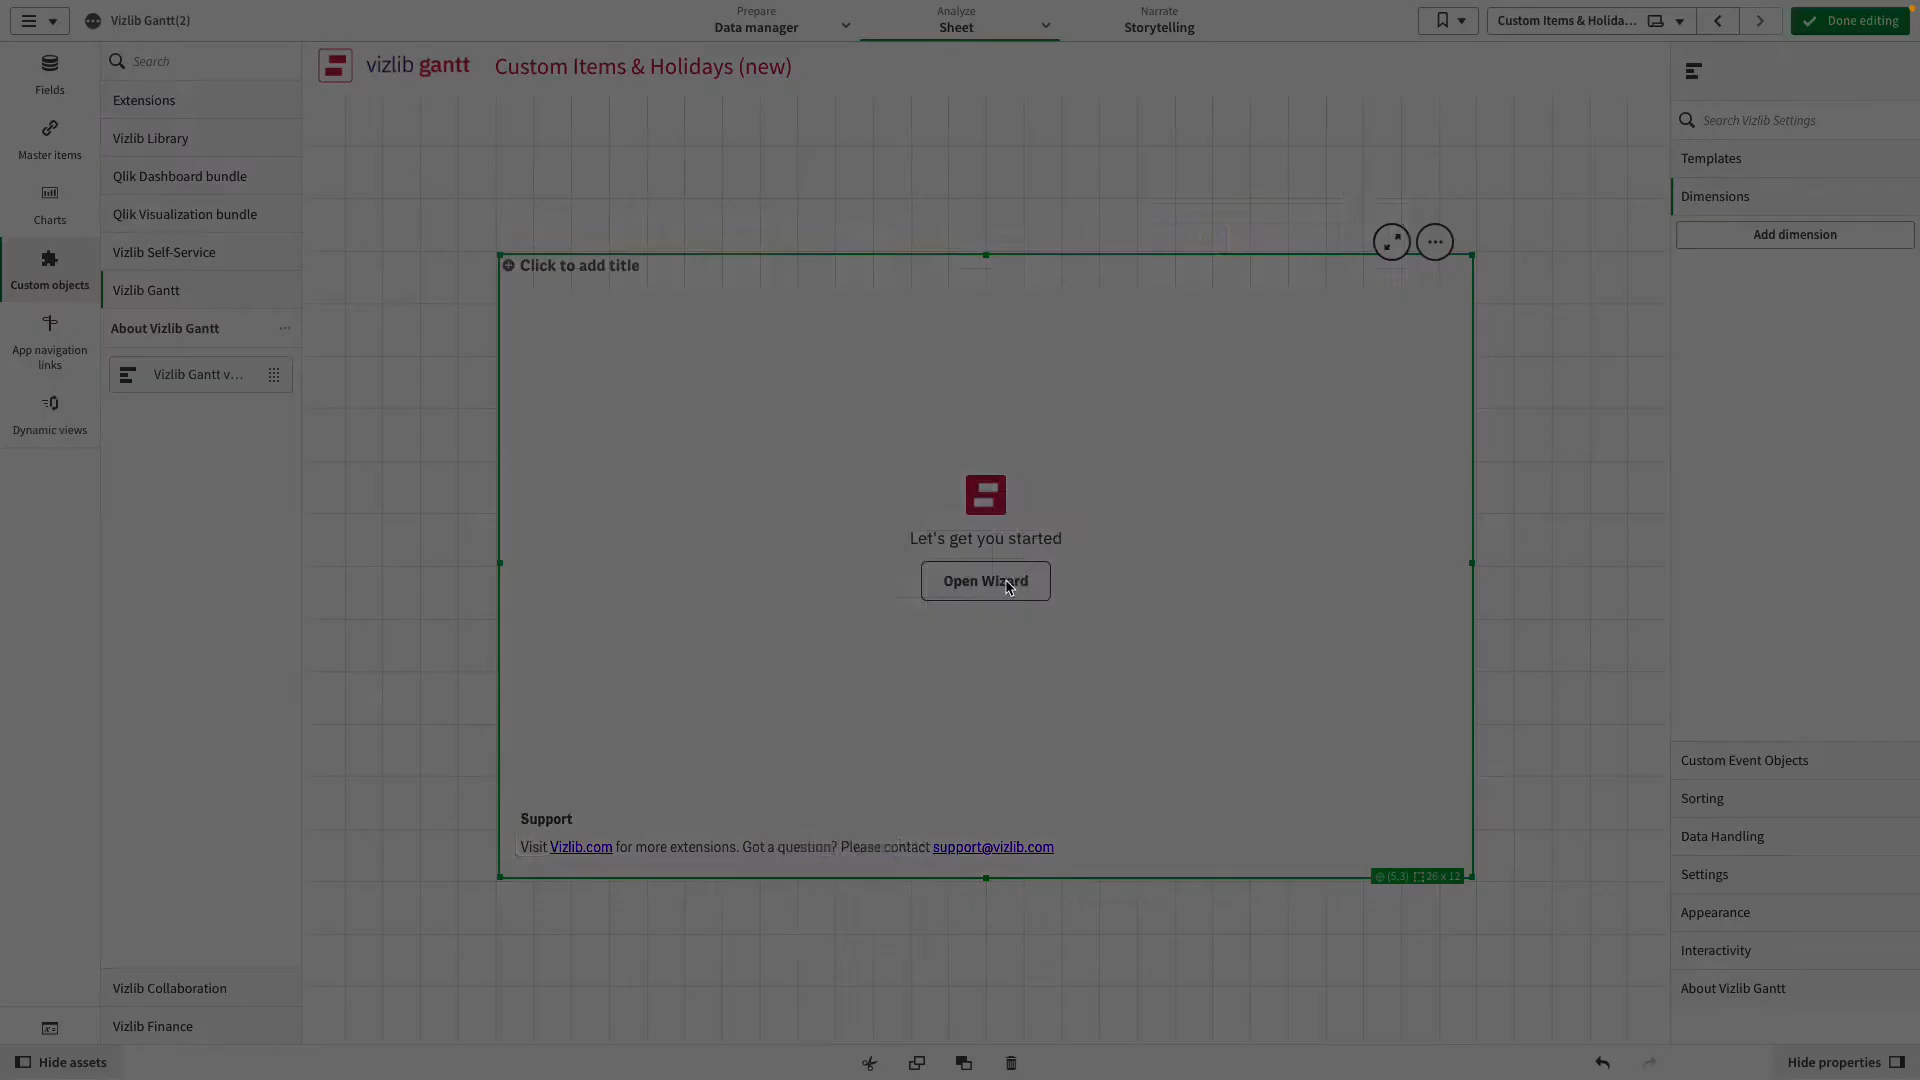 Vizlib Gantt(2)
Prepare
Data manager
Analyze
Sheet
Narrate
Storytelling
Custom Items & Holida...
Done editing
Fields
Master items
Charts
Custom objects
App navigation
links
Dynamic views
Search
Extensions
Vizlib Library
Qlik Dashboard bundle
Qlik Visualization bundle
Vizlib Self-Service
Vizlib Gantt
About Vizlib Gantt
Vizlib Gantt v...
Vizlib Collaboration
Vizlib Finance
vizlib gantt
Custom Items & Holidays (new)
Click to add title
Let's get you started
Open Wizard
Support
Visit Vizlib.com for more extensions. Got a question? Please contact support@vizlib.com
(5,3) 26 x 12
Search Vizlib Settings
Templates
Dimensions
Add dimension
Custom Event Objects
Sorting
Data Handling
Settings
Appearance
Interactivity
About Vizlib Gantt
Hide assets
Hide properties